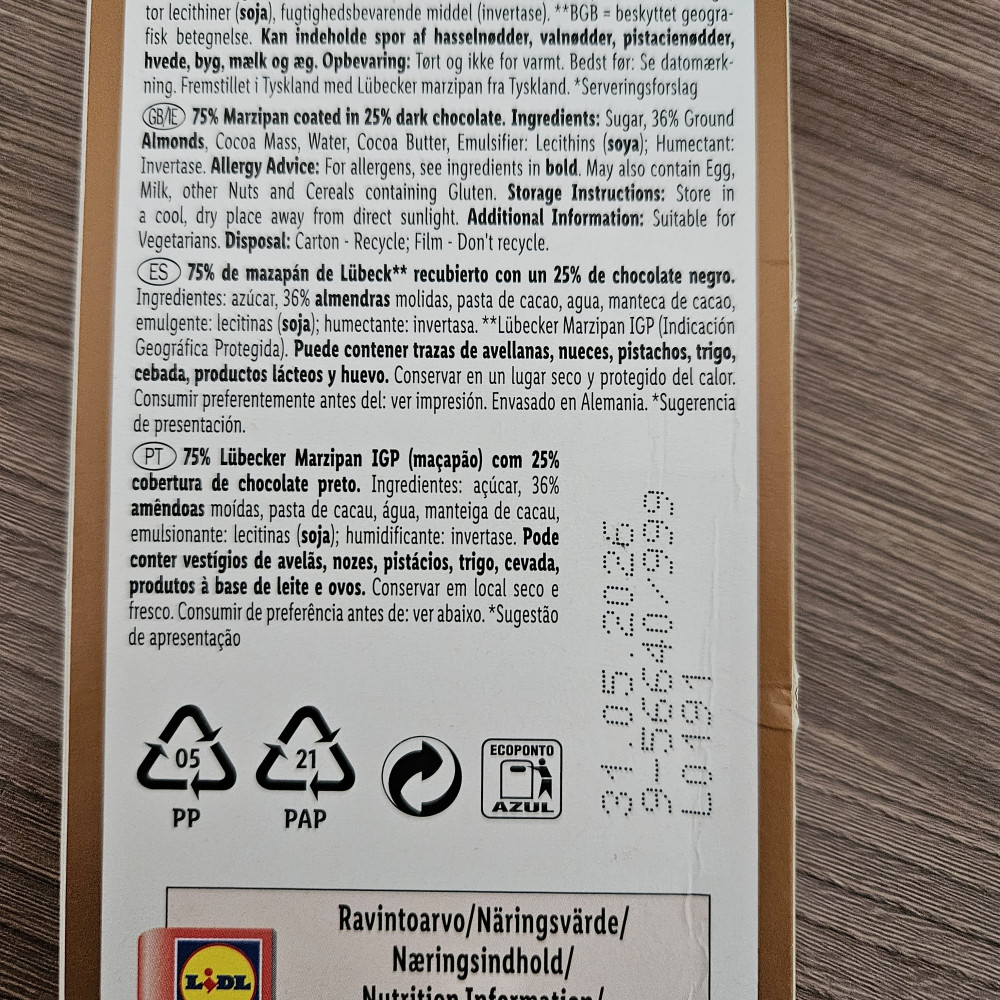 tor lecithiner (soja), fugtighedsbevarende middel (invertase). **BGB = beskyttet geogra-
fisk betegnelse. Kan indeholde spor af hasselnødder, valnødder, pistacienødder,
hvede, byg, mælk og æg. Opbevaring: Tørt og ikke for varmt. Bedst før: Se datomærk-
ning. Fremstillet i Tyskland med Lübecker marzipan fra Tyskland. *Serveringsforslag
GB/IE 75% Marzipan coated in 25% dark chocolate. Ingredients: Sugar, 36% Ground
Almonds, Cocoa Mass, Water, Cocoa Butter, Emulsifier: Lecithins (soya); Humectant:
Invertase. Allergy Advice: For allergens, see ingredients in bold. May also contain Egg,
Milk, other Nuts and Cereals containing Gluten. Storage Instructions: Store in
a cool, dry place away from direct sunlight. Additional Information: Suitable for
Vegetarians. Disposal: Carton - Recycle; Film - Don't recycle.
ES 75% de mazapán de Lübeck** recubierto con un 25% de chocolate negro.
Ingredientes: azúcar, 36% almendras molidas, pasta de cacao, agua, manteca de cacao,
emulgente: lecitinas (soja); humectante: invertasa. **Lübecker Marzipan IGP (Indicación
Geográfica Protegida). Puede contener trazas de avellanas, nueces, pistachos, trigo,
cebada, productos lácteos y huevo. Conservar en un lugar seco y protegido del calor.
Consumir preferentemente antes del: ver impresión. Envasado en Alemania. *Sugerencia
de presentación.
PT 75% Lübecker Marzipan IGP (maçapão) com 25%
cobertura de chocolate preto. Ingredientes: açúcar, 36%
amêndoas moídas, pasta de cacau, água, manteiga de cacau,
emulsionante: lecitinas (soja); humidificante: invertase. Pode
conter vestígios de avelãs, nozes, pistácios, trigo, cevada,
produtos à base de leite e ovos. Conservar em local seco e
fresco. Consumir de preferência antes de: ver abaixo. *Sugestão
de apresentação
31.05.2026
9-56640/999
L0191
05
PP
21
PAP
ECOPONTO
AZUL
Ravintoarvo/Näringsvärde/
Næringsindhold/
Nutrition Information/
LIDL